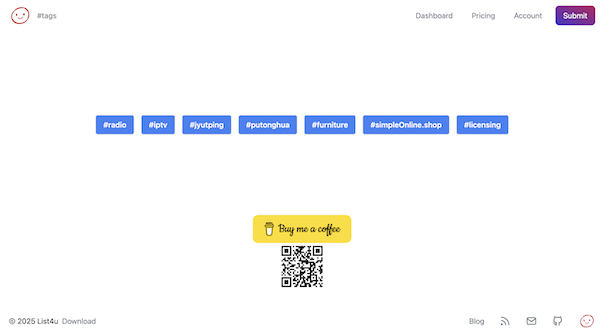 #tags Dashboard Pricing Account Submit
#radio #iptv #jyutping #putonghua #furniture #simpleOnline.shop #licensing
Buy me a coffee
© 2025 List4u Download Blog